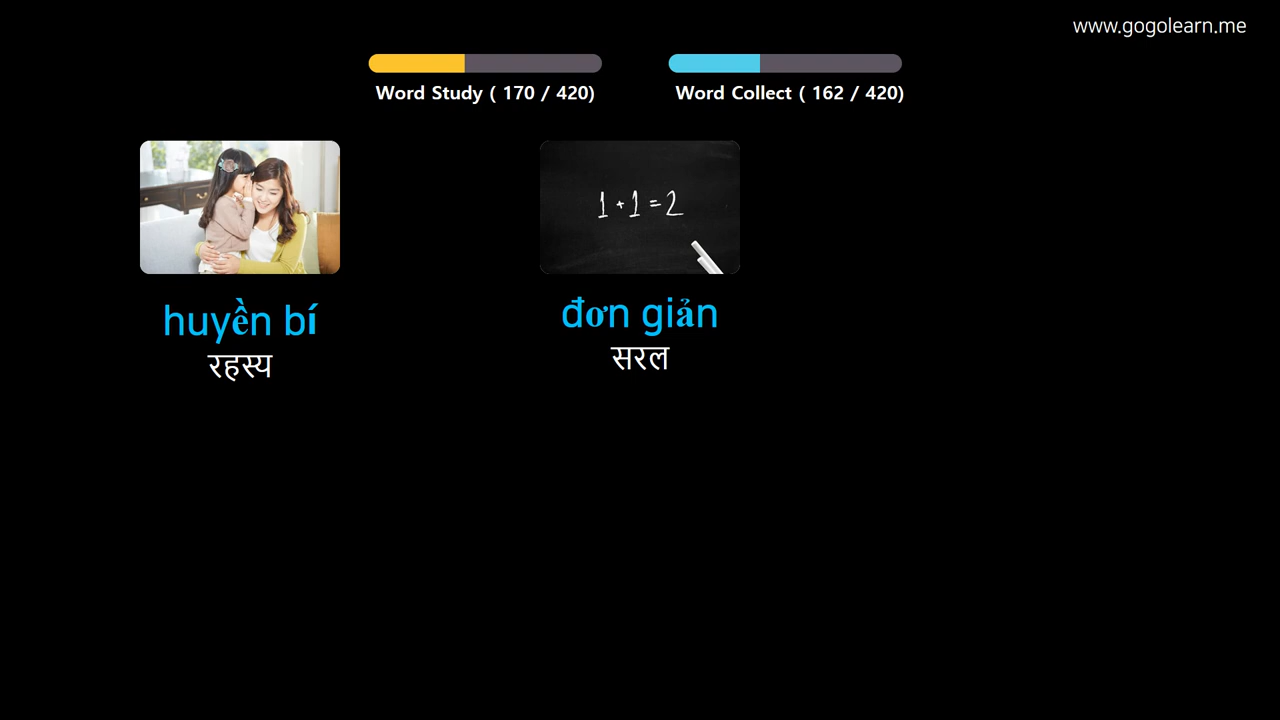 www.gogolearn.me
Word Study ( 170 / 420)
Word Collect ( 162 / 420)
1 + 1 = 2
huyền bí
रहस्य
đơn giản
सरल